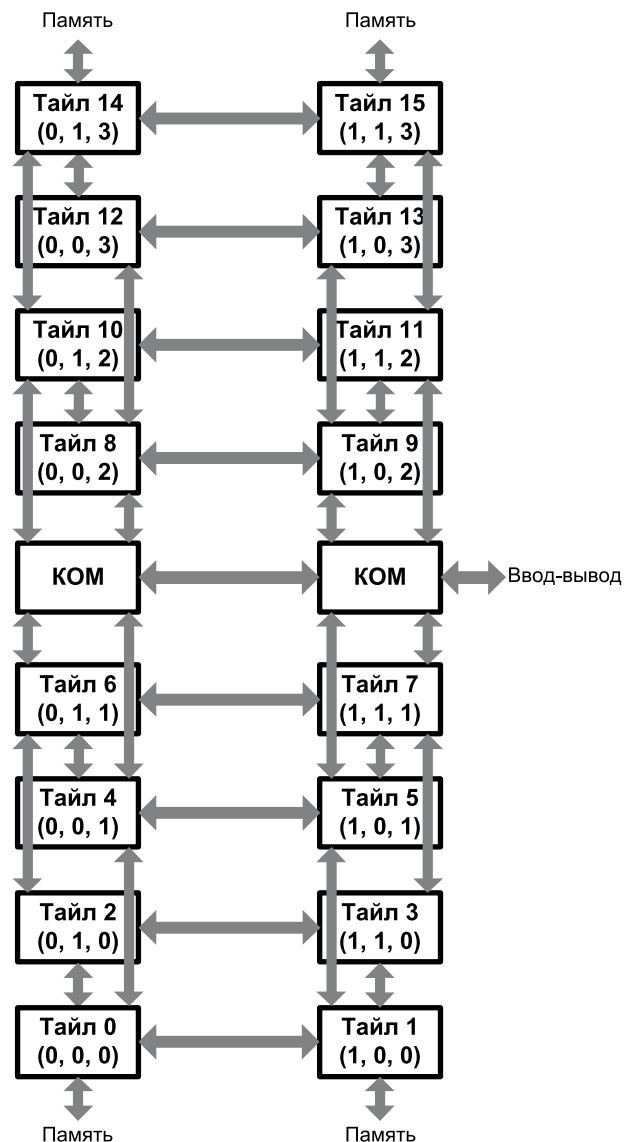 Память Память
Тайл 14 Тайл 15
(0, 1, 3) (1, 1, 3)
Тайл 12 Тайл 13
(0, 0, 3) (1, 0, 3)
Тайл 10 Тайл 11
(0, 1, 2) (1, 1, 2)
Тайл 8 Тайл 9
(0, 0, 2) (1, 0, 2)
КОМ КОМ Ввод-вывод
Тайл 6 Тайл 7
(0, 1, 1) (1, 1, 1)
Тайл 4 Тайл 5
(0, 0, 1) (1, 0, 1)
Тайл 2 Тайл 3
(0, 1, 0) (1, 1, 0)
Тайл 0 Тайл 1
(0, 0, 0) (1, 0, 0)
Память Память